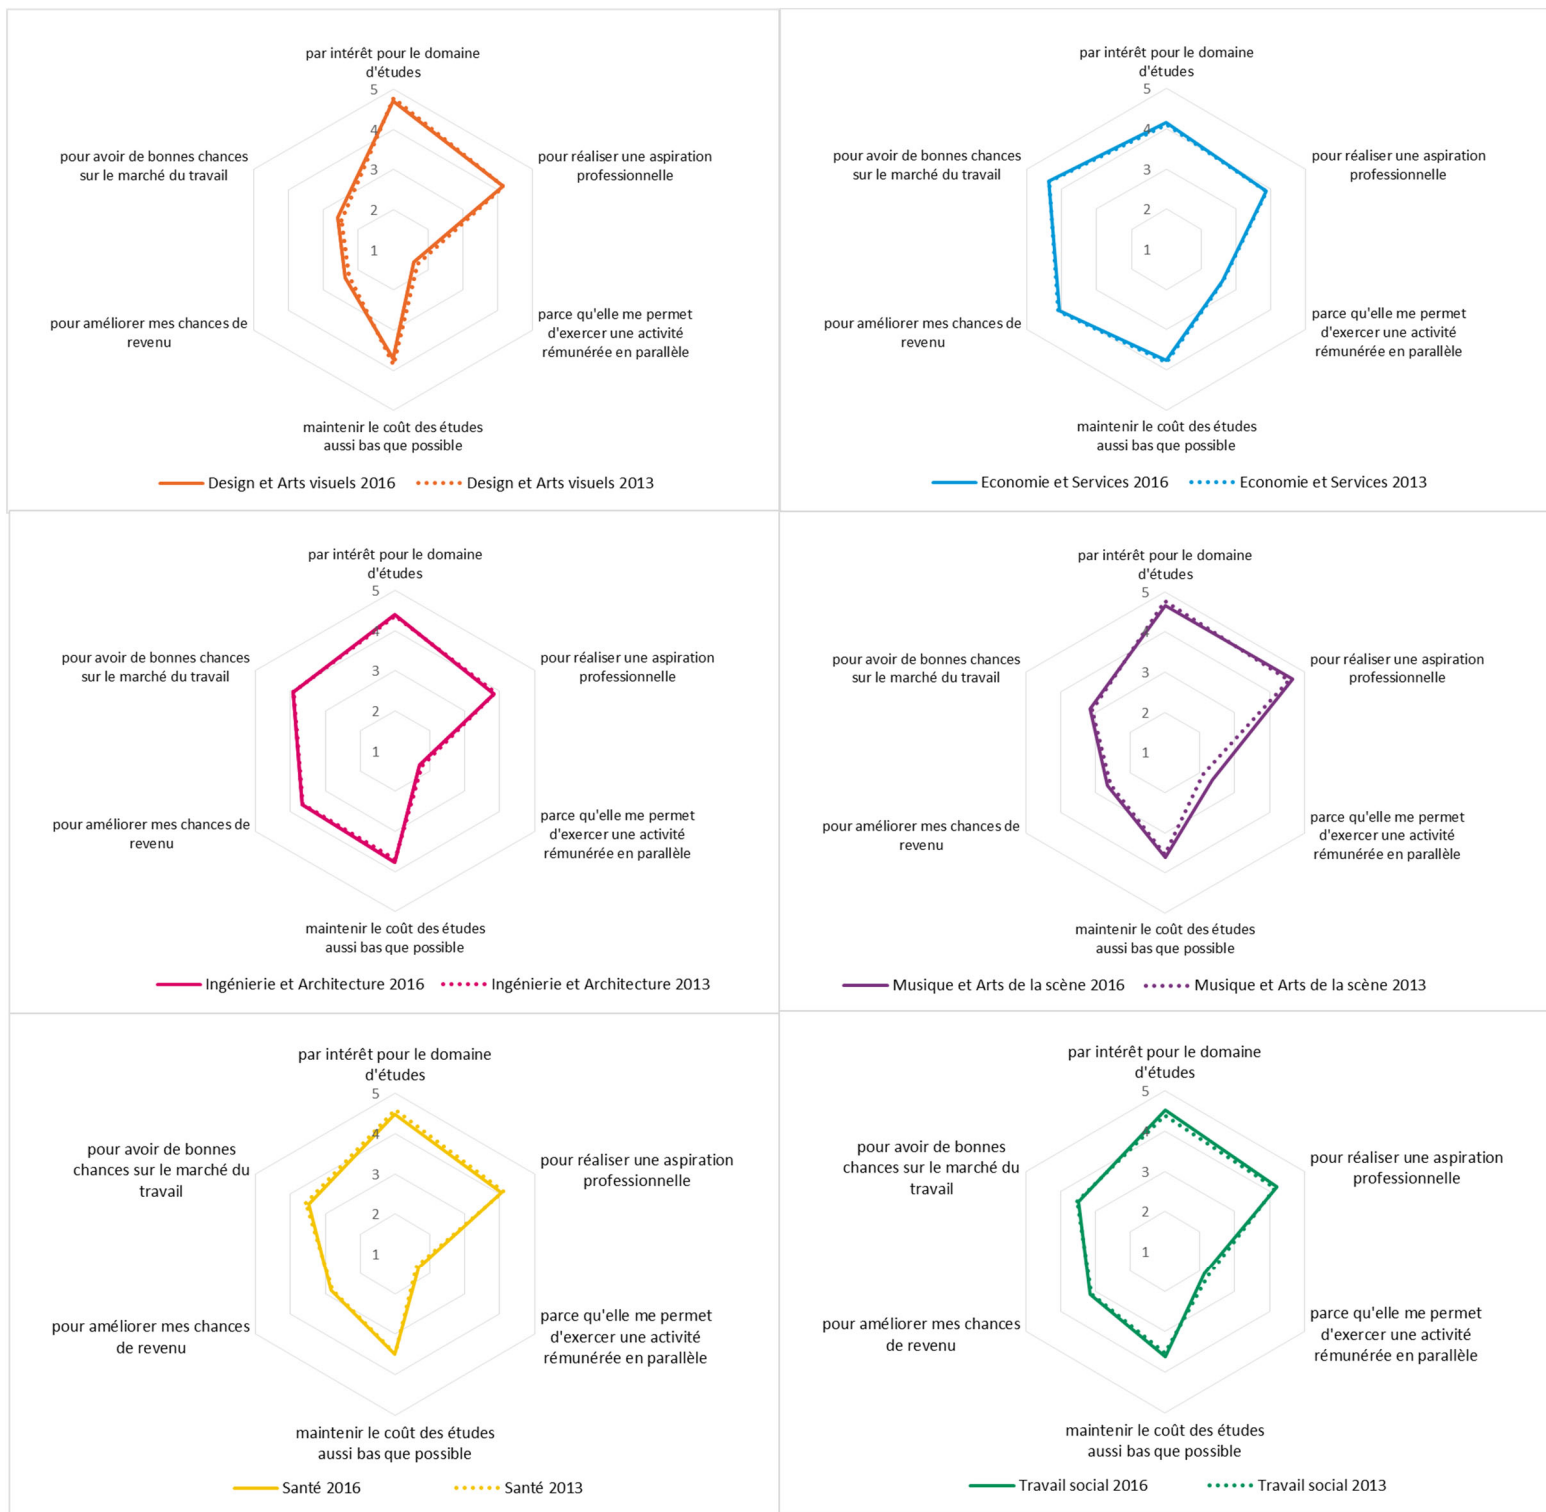 par intérêt pour le domaine
d'études
5
4
3
2
1
pour avoir de bonnes chances
sur le marché du travail
pour réaliser une aspiration
professionnelle
pour améliorer mes chances de
revenu
parce qu'elle me permet
d'exercer une activité
rémunérée en parallèle
maintenir le coût des études
aussi bas que possible
Design et Arts visuels 2016
Design et Arts visuels 2013
par intérêt pour le domaine
d'études
5
4
3
2
1
pour avoir de bonnes chances
sur le marché du travail
pour réaliser une aspiration
professionnelle
pour améliorer mes chances de
revenu
parce qu'elle me permet
d'exercer une activité
rémunérée en parallèle
maintenir le coût des études
aussi bas que possible
Economie et Services 2016
Economie et Services 2013
par intérêt pour le domaine
d'études
5
4
3
2
1
pour avoir de bonnes chances
sur le marché du travail
pour réaliser une aspiration
professionnelle
pour améliorer mes chances de
revenu
parce qu'elle me permet
d'exercer une activité
rémunérée en parallèle
maintenir le coût des études
aussi bas que possible
Ingénierie et Architecture 2016
Ingénierie et Architecture 2013
par intérêt pour le domaine
d'études
5
4
3
2
1
pour avoir de bonnes chances
sur le marché du travail
pour réaliser une aspiration
professionnelle
pour améliorer mes chances de
revenu
parce qu'elle me permet
d'exercer une activité
rémunérée en parallèle
maintenir le coût des études
aussi bas que possible
Musique et Arts de la scène 2016
Musique et Arts de la scène 2013
par intérêt pour le domaine
d'études
5
4
3
2
1
pour avoir de bonnes
chances sur le marché du
travail
pour réaliser une aspiration
professionnelle
pour améliorer mes chances
de revenu
parce qu'elle me permet
d'exercer une activité
rémunérée en parallèle
maintenir le coût des études
aussi bas que possible
Santé 2016
Santé 2013
par intérêt pour le domaine
d'études
5
4
3
2
1
pour avoir de bonnes
chances sur le marché du
travail
pour réaliser une aspiration
professionnelle
pour améliorer mes chances
de revenu
parce qu'elle me permet
d'exercer une activité
rémunérée en parallèle
maintenir le coût des études
aussi bas que possible
Travail social 2016
Travail social 2013